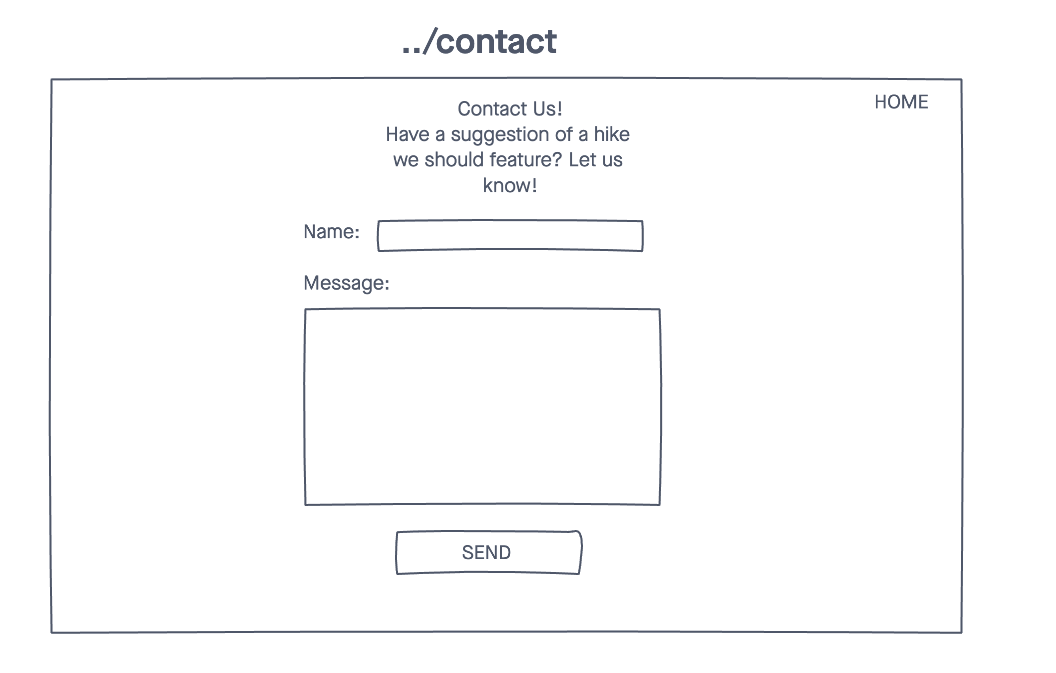 ../contact
HOME
Contact Us!
Have a suggestion of a hike
we should feature? Let us
know!
Name:
Message:
SEND